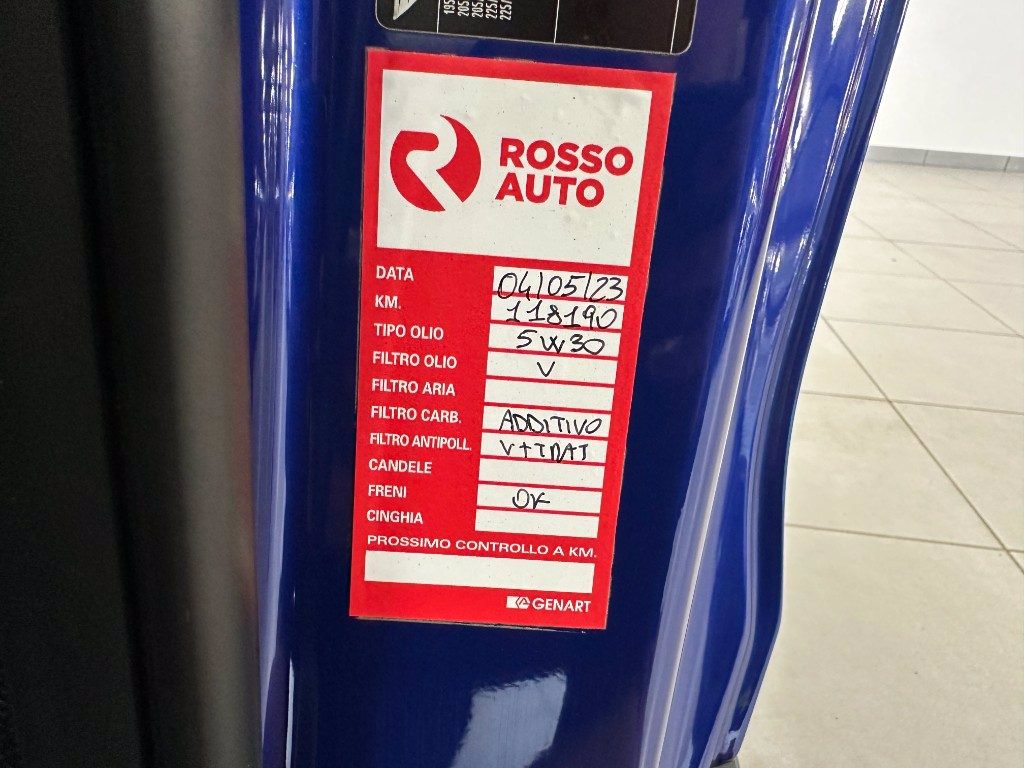 ROSSO
AUTO
DATA 04/05/23
KM. 118190
TIPO OLIO 5W30
FILTRO OLIO V
FILTRO ARIA
FILTRO CARB. ADDITIVO
FILTRO ANTIPOLL. V+TRAT
CANDELE
FRENI OK
CINGHIA
PROSSIMO CONTROLLO A KM.
GENART